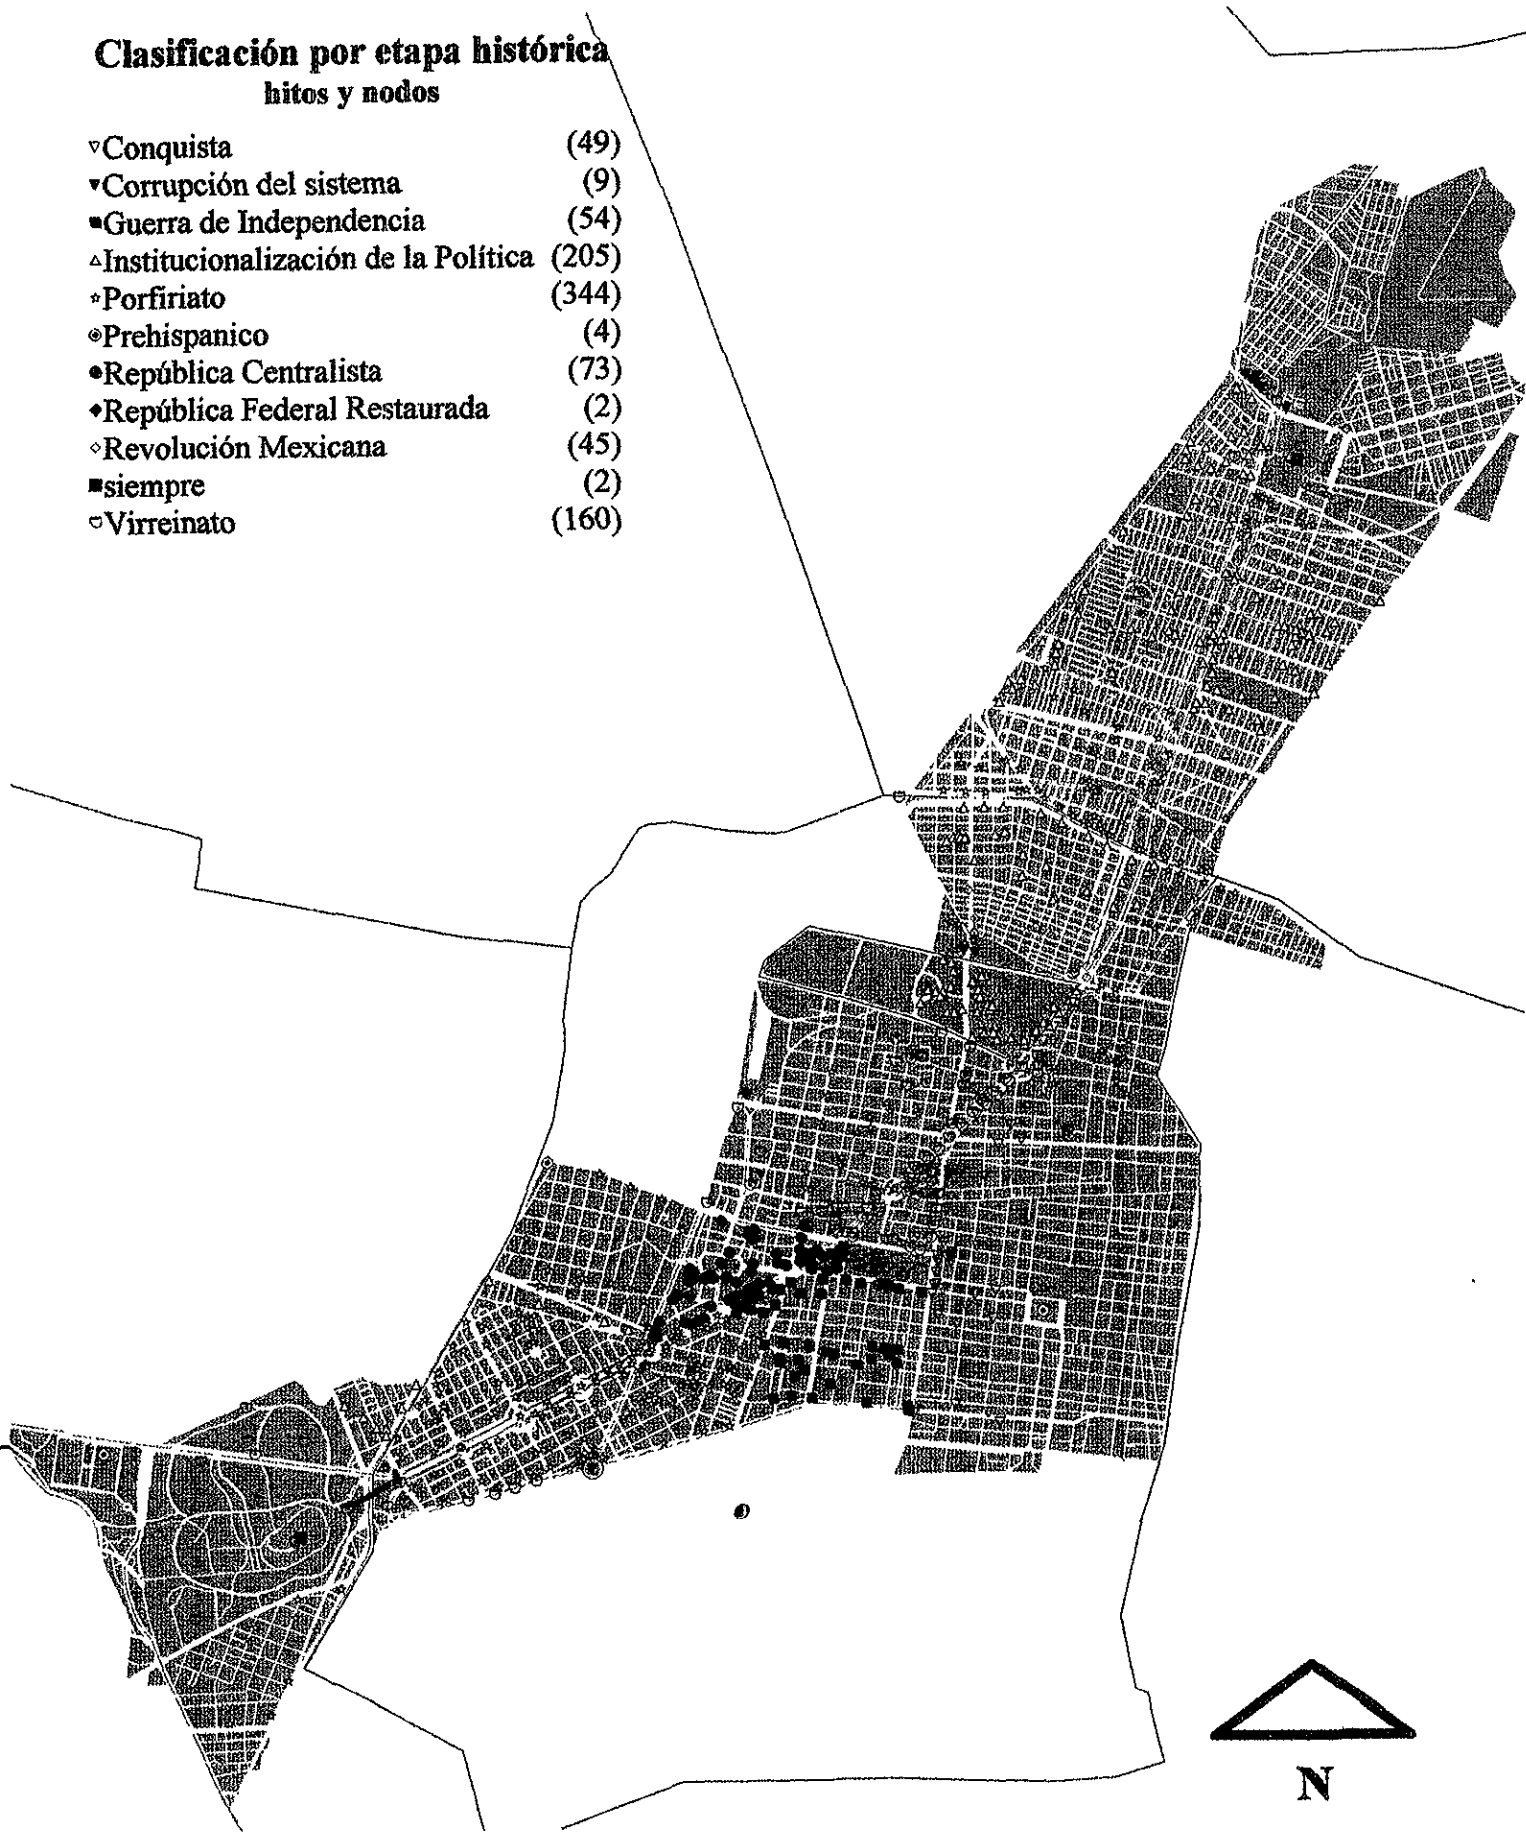 Clasificación por etapa histórica
hitos y nodos
Conquista (49)
Corrupción del sistema (9)
Guerra de Independencia (54)
Institucionalización de la Política (205)
Porfiriato (344)
Prehispanico (4)
República Centralista (73)
República Federal Restaurada (2)
Revolución Mexicana (45)
siempre (2)
Virreinato (160)
N